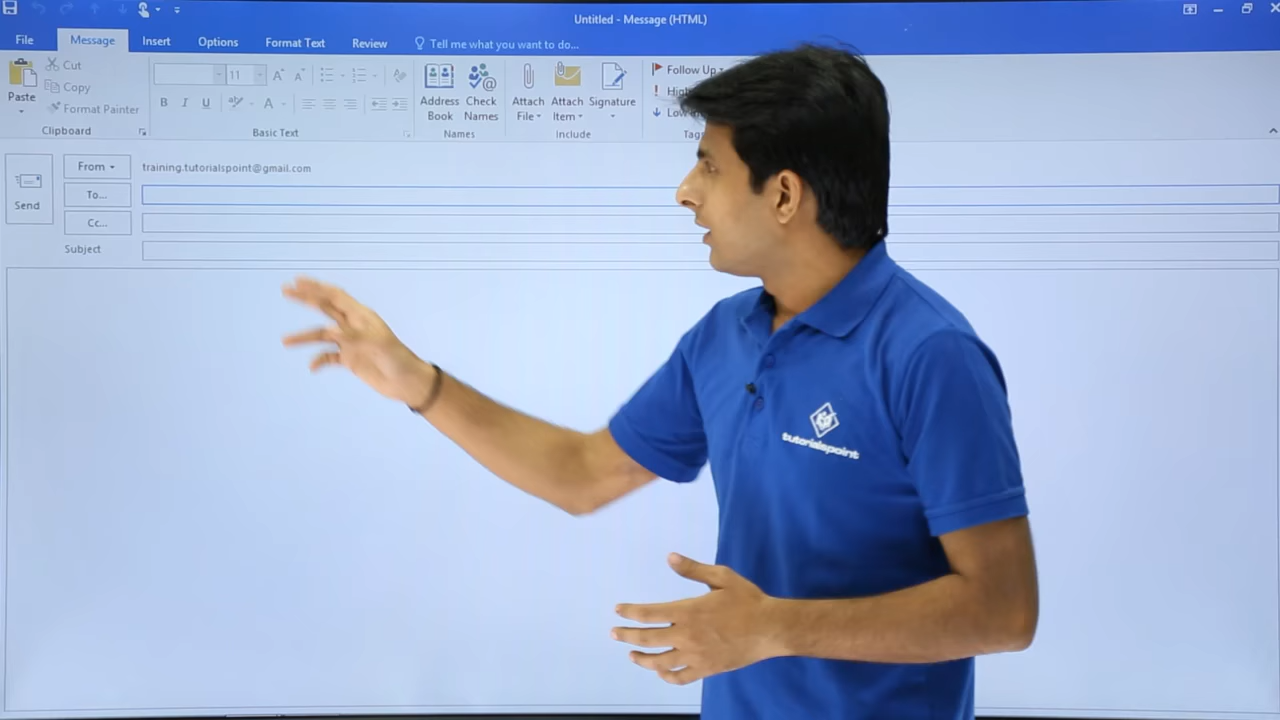 Untitled - Message (HTML)
File Message Insert Options Format Text Review Tell me what you want to do...
Paste
Cut
Copy
Format Painter
Clipboard
11
B I U
A
Basic Text
Address Book
Check Names
Names
Attach File
Attach Item
Signature
Include
Follow Up
Tags
Send
From
training.tutorialspoint@gmail.com
To...
Cc...
Subject
tutorialspoint